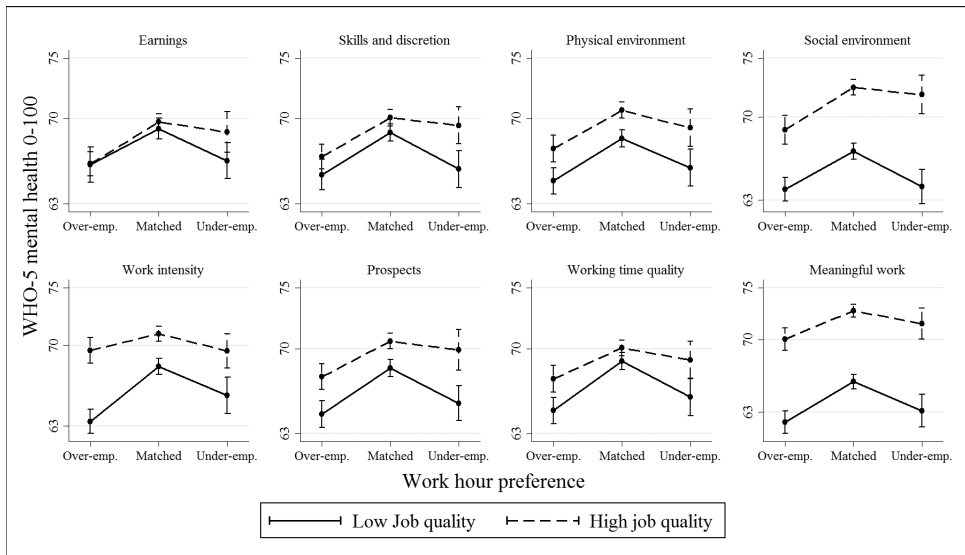 Earnings
Skills and discretion
Physical environment
Social environment
WHO-5 mental health 0-100
75
70
63
75
70
63
75
70
63
75
70
63
Over-emp. Matched Under-emp.
Over-emp. Matched Under-emp.
Over-emp. Matched Under-emp.
Over-emp. Matched Under-emp.
Work intensity
Prospects
Working time quality
Meaningful work
75
70
63
75
70
63
75
70
63
75
70
63
Over-emp. Matched Under-emp.
Over-emp. Matched Under-emp.
Over-emp. Matched Under-emp.
Over-emp. Matched Under-emp.
Work hour preference
Low Job quality
High job quality